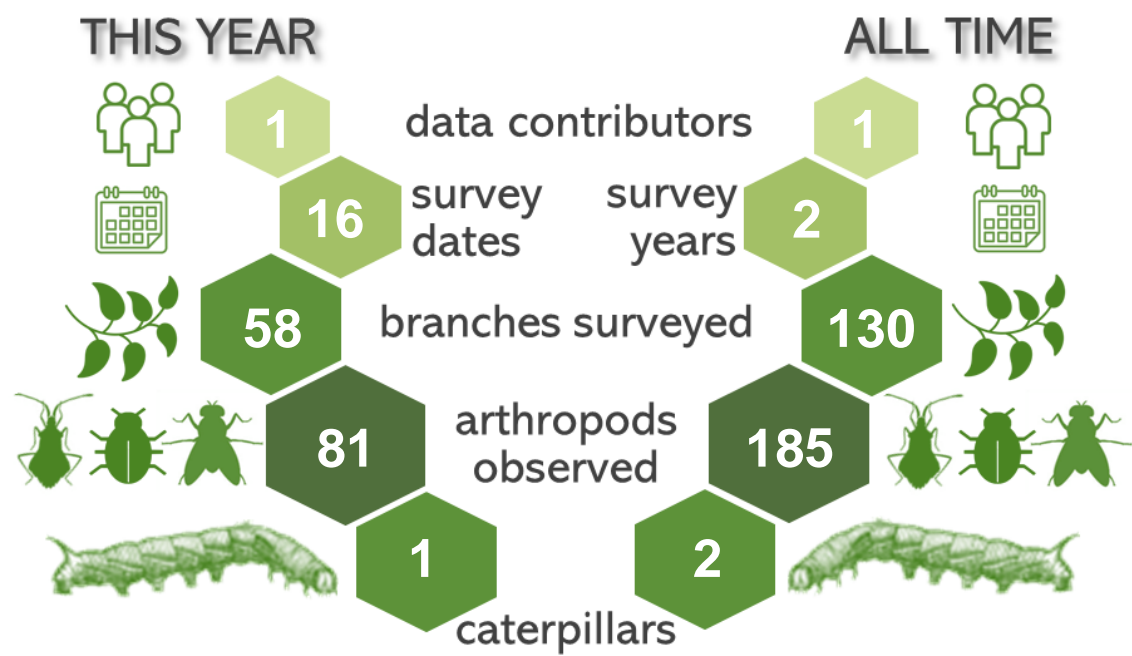 THIS YEAR
ALL TIME
1
data contributors
1
16
survey
dates
survey
years
2
58
branches surveyed
130
81
arthropods
observed
185
1
2
caterpillars